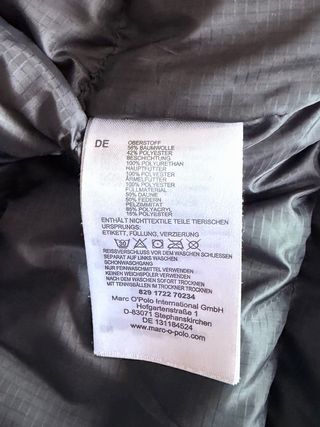 DE
OBERSTOFF
58% BAUMWOLLE
42% POLYESTER
BESCHICHTUNG
100% POLYURETHAN
HAUPTFUTTER
100% POLYESTER
ÄRMELFUTTER
100% POLYESTER
FÜLLMATERIAL
50% DAUNE
50% FEDERN
PELZIMITAT
85% POLYACRYL
15% POLYESTER
ENTHÄLT NICHTTEXTILE TEILE TIERISCHEN
URSPRUNGS:
ETIKETT, FÜLLUNG, VERZIERUNG
REISSVERSCHLUSS VOR DEM WASCHEN SCHLIESSEN
SEPARAT AUF LINKS WASCHEN
SCHONWASCHGANG
NUR FEINWASCHMITTEL VERWENDEN
KEINEN WEICHSPÜLER VERWENDEN
NACH DEM WASCHEN SOFORT TROCKNEN
MIT TENNISBÄLLEN IM TROCKNER TROCKNEN
829 1722 70234
Marc O'Polo International GmbH
Hofgartenstraße 1
D-83071 Stephanskirchen
DE 131184524
www.marc-o-polo.com